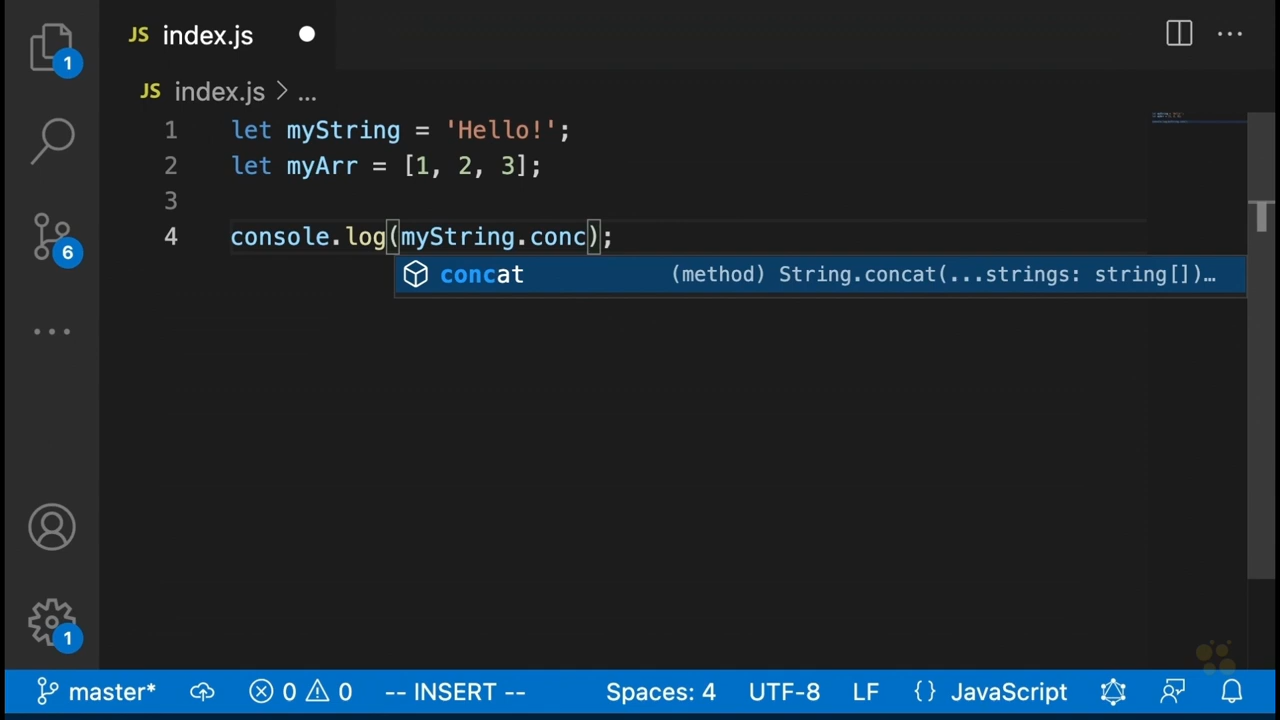 JS index.js
JS index.js > ...
1 let myString = 'Hello!';
2 let myArr = [1, 2, 3];
3
4 console.log(myString.conc);
concat (method) String.concat(...strings: string[])…
1
6
1
master* 0 0 -- INSERT -- Spaces: 4 UTF-8 LF {} JavaScript